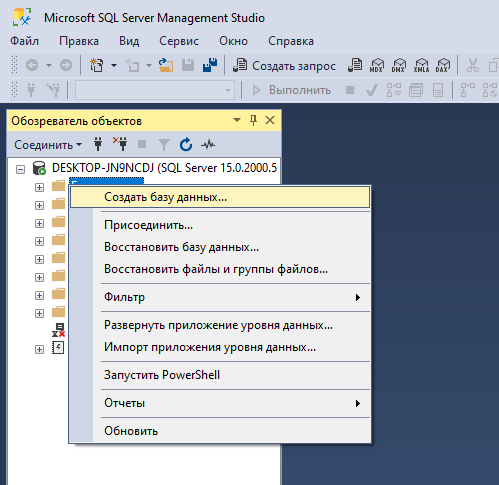 Microsoft SQL Server Management Studio
Файл Правка Вид Сервис Окно Справка
Создать запрос MDX DMX XMLA DAX
Выполнить
Обозреватель объектов
Соединить
DESKTOP-JN9NCDJ (SQL Server 15.0.2000.5
Создать базу данных...
Присоединить...
Восстановить базу данных...
Восстановить файлы и группы файлов...
Фильтр
Развернуть приложение уровня данных...
Импорт приложения уровня данных...
Запустить PowerShell
Отчеты
Обновить